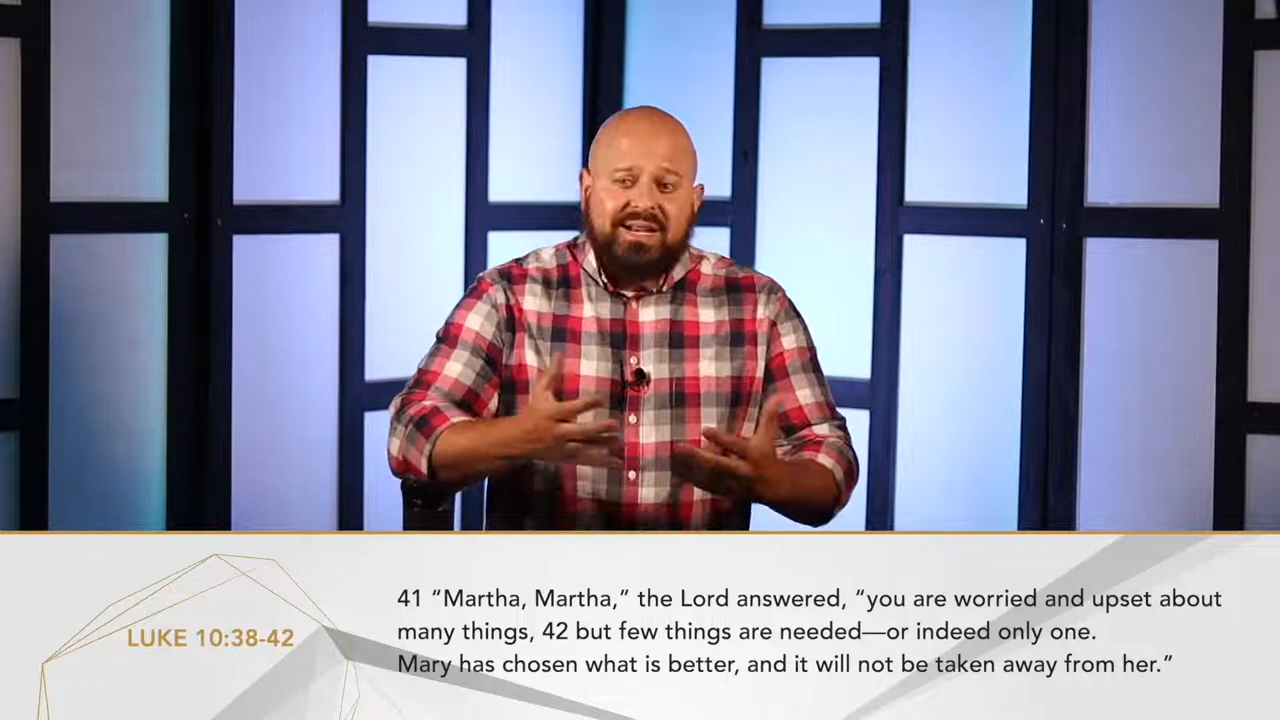 LUKE 10:38-42
41 “Martha, Martha,” the Lord answered, “you are worried and upset about
many things, 42 but few things are needed—or indeed only one.
Mary has chosen what is better, and it will not be taken away from her.”